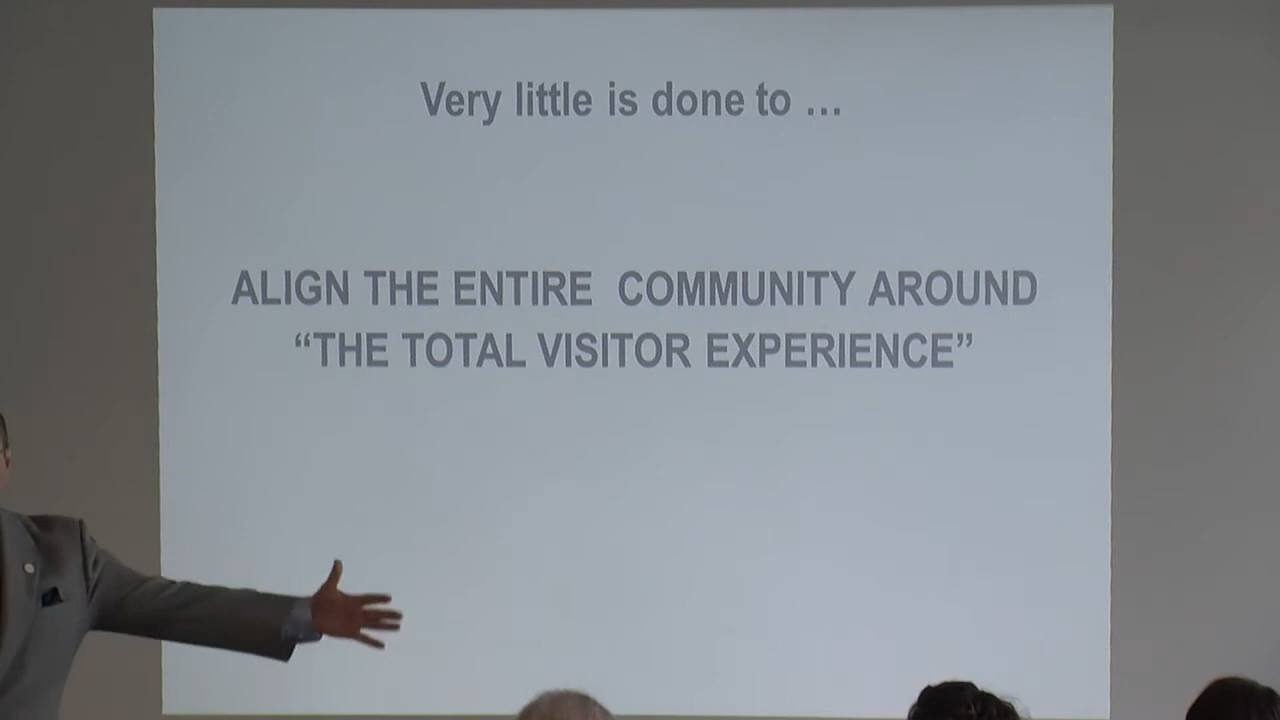 Very little is done to ...
ALIGN THE ENTIRE COMMUNITY AROUND
“THE TOTAL VISITOR EXPERIENCE”